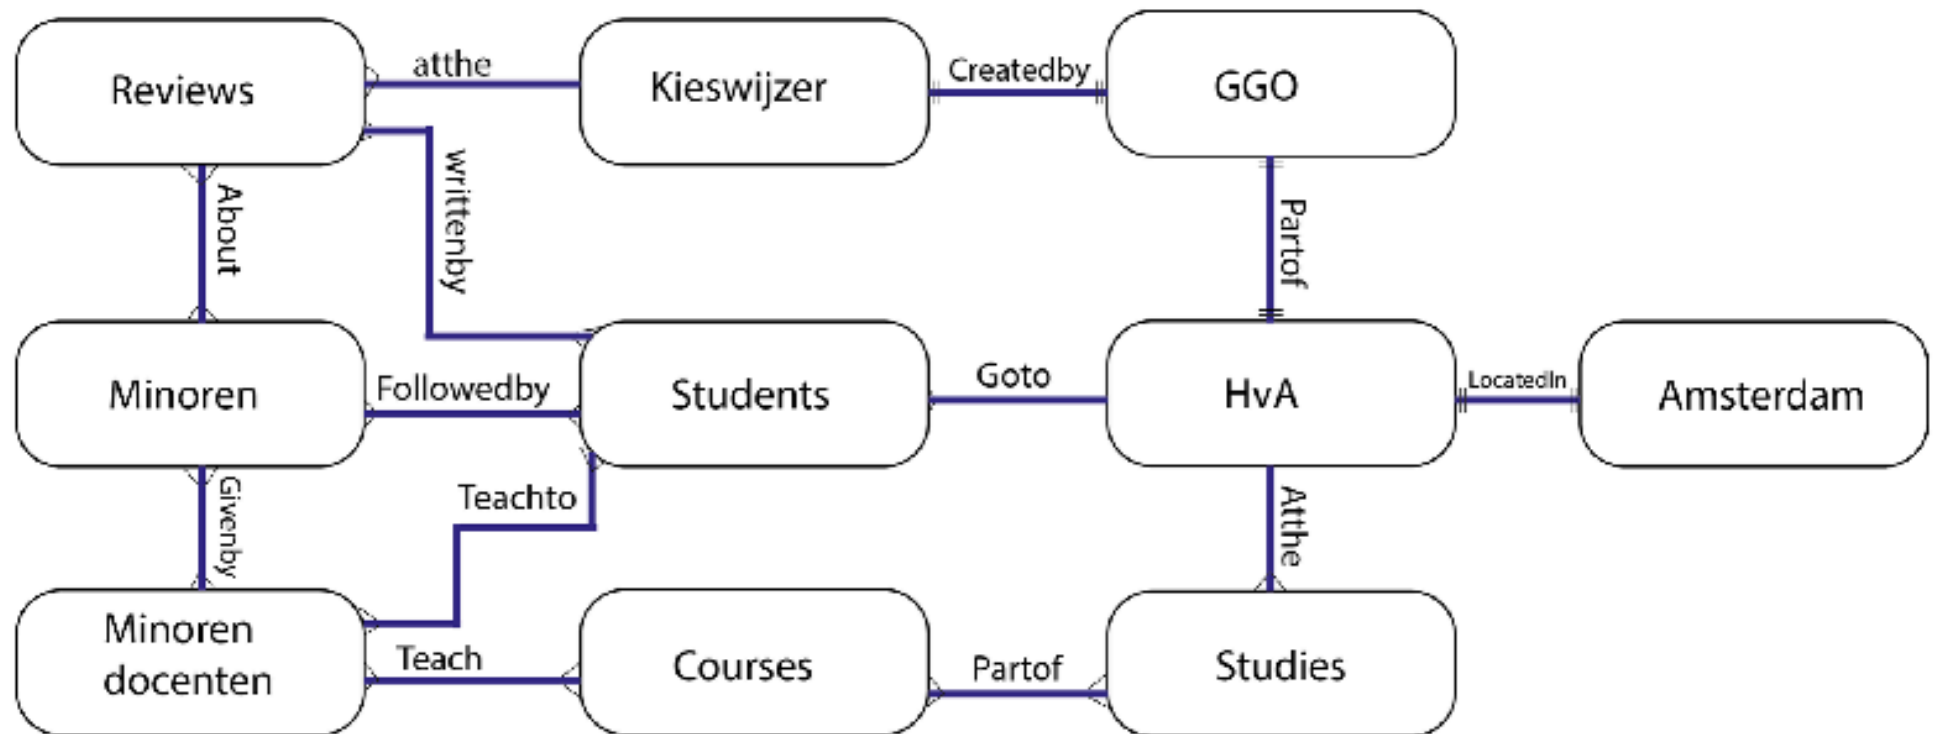 Reviews
atthe
Kieswijzer
Createdby
GGO
About
writtenby
Partof
Minoren
Followedby
Students
Goto
HvA
LocatedIn
Amsterdam
Givenby
Teachto
Atthe
Minoren
docenten
Teach
Courses
Partof
Studies